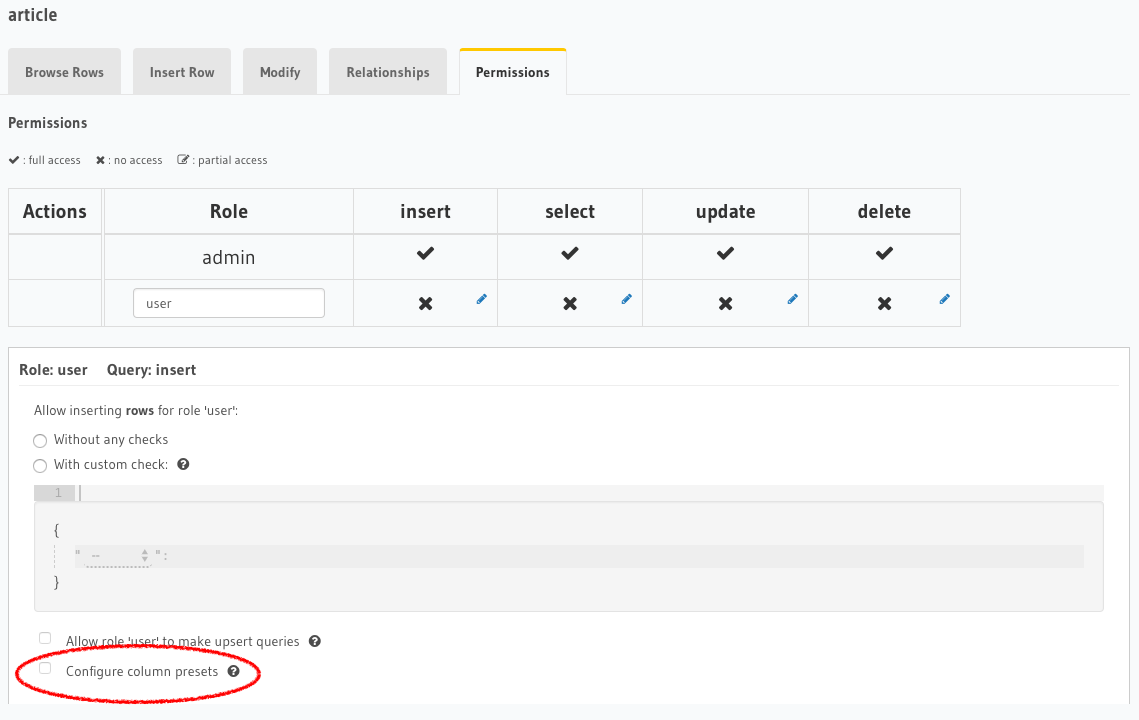 article
Browse Rows Insert Row Modify Relationships Permissions
Permissions
: full access : no access : partial access
Actions Role insert select update delete
admin
user
Role: user Query: insert
Allow inserting rows for role 'user':
Without any checks
With custom check:
1
{
" -- ":
}
Allow role 'user' to make upsert queries
Configure column presets